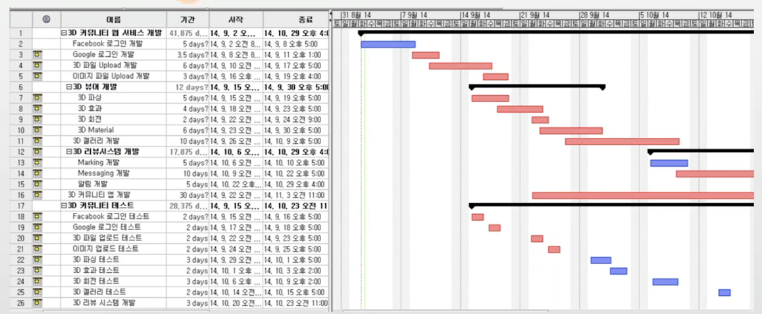 이름 기간 시작 종료 31 8월 14 7 9월 14 14 9월 14 21 9월 14 28 9월 14 5 10월 14 12 10월 14
1 3D 커뮤니티 웹 서비스 개발 41,875 d... 14, 9, 2 오... 14, 10, 29 오후 4:0
2 Facebook 로그인 개발 5 days? 14, 9, 2 오전 8... 14, 9, 8 오후 5:00
3 Google 로그인 개발 3,5 days? 14, 9, 8 오전 8... 14, 9, 11 오후 1:00
4 3D 파일 Upload 개발 6 days? 14, 9, 10 오전 ... 14, 9, 17 오후 5:00
5 이미지 파일 Upload 개발 3 days? 14, 9, 16 오후 ... 14, 9, 19 오후 4:00
6 3D 뷰어 개발 12 days? 14, 9, 15 오... 14, 9, 30 오후 5:00
7 3D 파싱 5 days? 14, 9, 15 오전 ... 14, 9, 19 오후 5:00
8 3D 효과 4 days? 14, 9, 18 오전 ... 14, 9, 23 오후 5:00
9 3D 회전 2 days? 14, 9, 22 오전 ... 14, 9, 24 오전 9:00
10 3D Material 6 days? 14, 9, 23 오전 ... 14, 9, 30 오후 5:00
11 3D 갤러리 개발 10 days? 14, 9, 26 오전 ... 14, 10, 9 오후 5:00
12 3D 리뷰시스템 개발 17,875 d... 14, 10, 6 오... 14, 10, 29 오후 4:
13 Marking 개발 5 days? 14, 10, 6 오전 ... 14, 10, 10 오후 5:00
14 Messaging 개발 10 days 14, 10, 9 오전 ... 14, 10, 22 오후 5:00
15 알림 개발 5 days 14, 10, 22 오후... 14, 10, 29 오후 4:00
16 3D 커뮤니티 앱 개발 30 days? 14, 9, 22 오전 ... 14, 11, 3 오전 11:00
17 3D 커뮤니티 테스트 28,375 d... 14, 9, 15 오... 14, 10, 23 오전 11
18 Facabook 로그인 테스트 2 days? 14, 9, 15 오전 ... 14, 9, 16 오후 5:00
19 Google 로그인 테스트 2 days 14, 9, 17 오전 ... 14, 9, 18 오후 5:00
20 3D 파일 업로드 테스트 2 days 14, 9, 22 오전 ... 14, 9, 23 오후 5:00
21 이미지 업로드 테스트 2 days 14, 9, 24 오전 ... 14, 9, 25 오후 5:00
22 3D 파싱 테스트 3 days 14, 9, 29 오전 ... 14, 10, 1 오후 5:00
23 3D 효과 테스트 2 days 14, 10, 1 오후 ... 14, 10, 3 오후 2:00
24 3D 회전 테스트 3 days 14, 10, 6 오후 ... 14, 10, 9 오후 2:00
25 3D 갤러리 테스트 2 days 14, 10, 14 오전... 14, 10, 15 오후 5:00
26 3D 리뷰 시스템 개발 3 days 14, 10, 20 오전... 14, 10, 23 오전 11:00